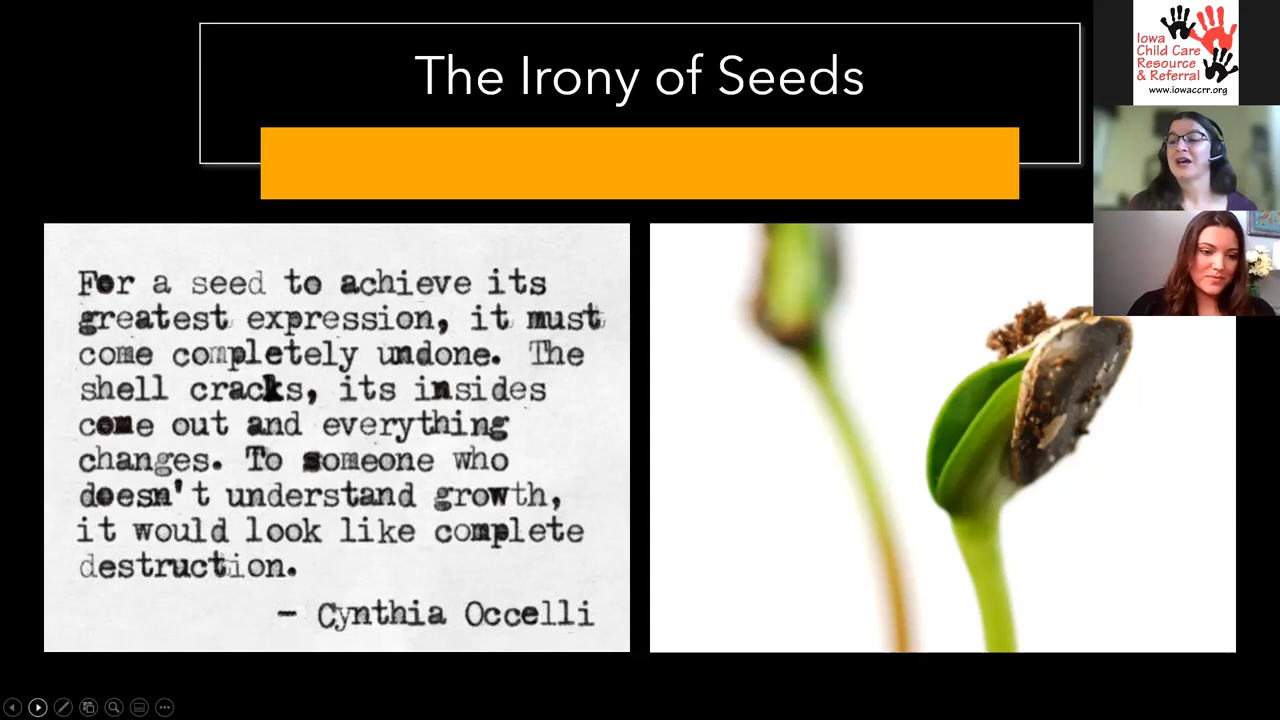 The Irony of Seeds
Iowa
Child Care
Resource
& Referral
www.iowaccrr.org
For a seed to achieve its
greatest expression, it must
come completely undone. The
shell cracks, its insides
come out and everything
changes. To someone who
doesn't understand growth,
it would look like complete
destruction.
- Cynthia Occelli